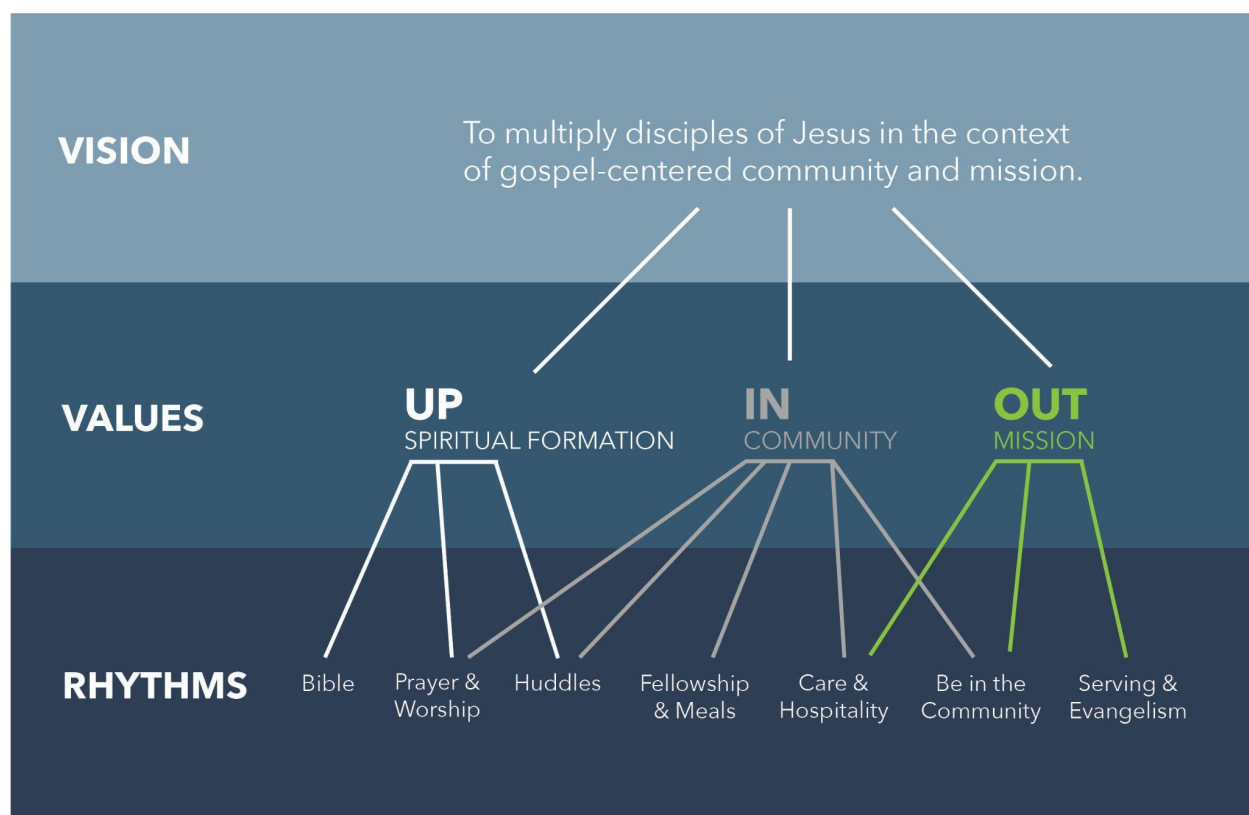 VISION
To multiply disciples of Jesus in the context
of gospel-centered community and mission.
VALUES
UP
SPIRITUAL FORMATION
IN
COMMUNITY
OUT
MISSION
RHYTHMS
Bible
Prayer &
Worship
Huddles
Fellowship
& Meals
Care &
Hospitality
Be in the
Community
Serving &
Evangelism